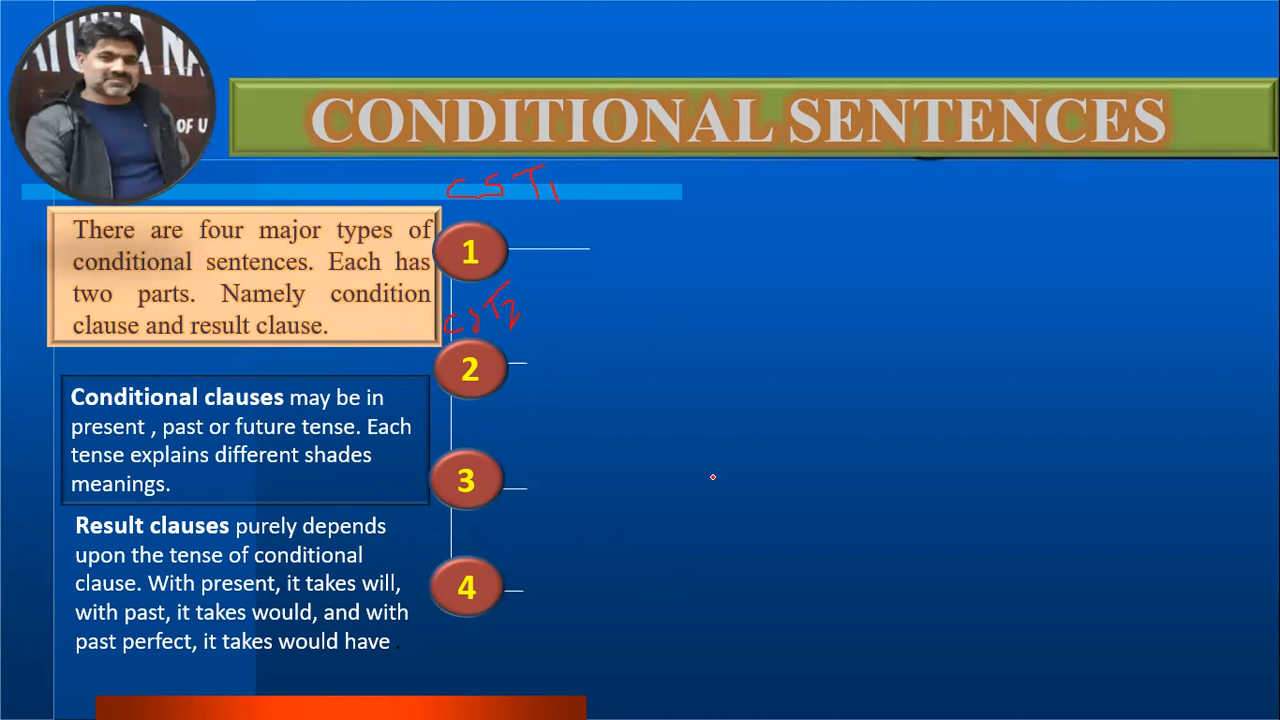 CONDITIONAL SENTENCES
CST1
There are four major types of
conditional sentences. Each has
two parts. Namely condition
clause and result clause.
1
CST2
2
Conditional clauses may be in
present , past or future tense. Each
tense explains different shades
meanings.
3
Result clauses purely depends
upon the tense of conditional
clause. With present, it takes will,
with past, it takes would, and with
past perfect, it takes would have .
4
OF U